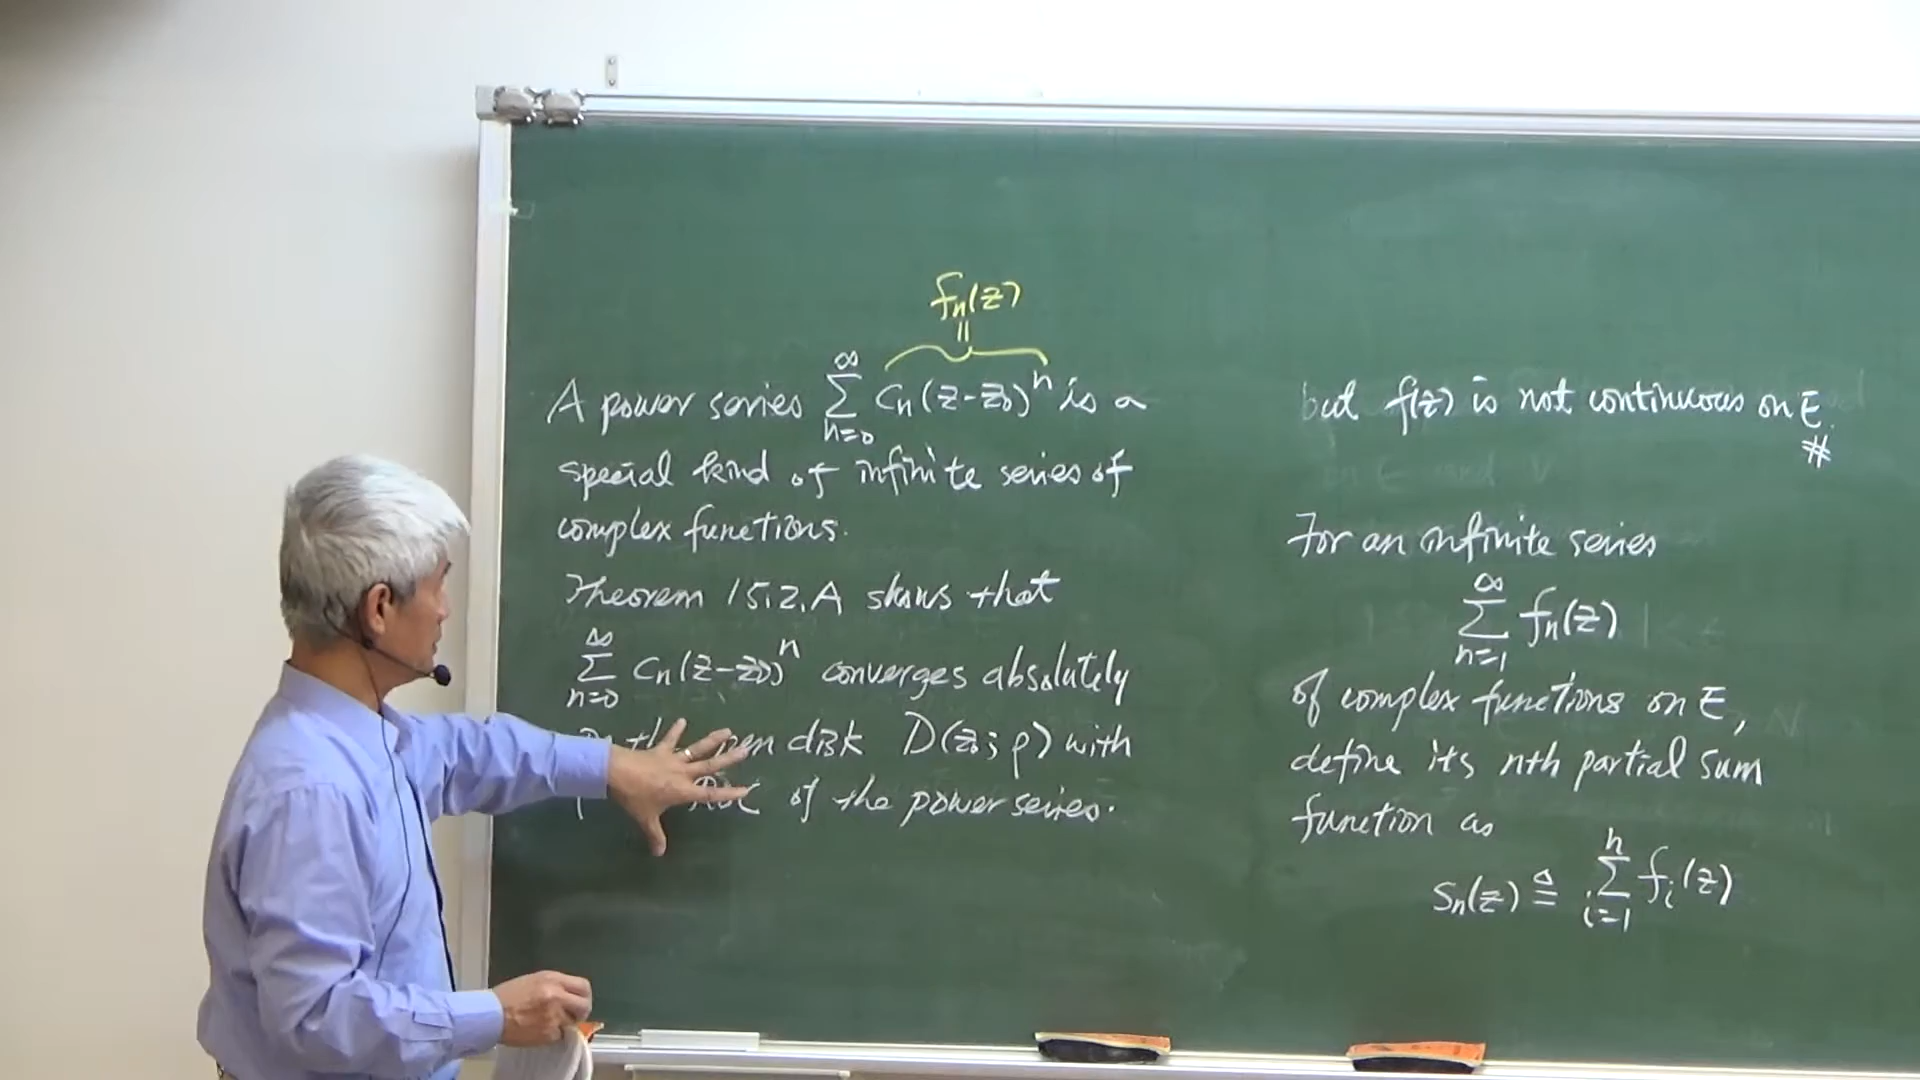 fn(z)
||
A power series ∑_{n=0}^{∞} Cn(z-z0)^n is a
special kind of infinite series of
complex functions.
Theorem 15.2.A shows that
∑_{n=0}^{∞} Cn(z-z0)^n converges absolutely
disk D(z0; ρ) with
of the power series.
but f(z) is not continuous on E.
#
For an infinite series
∑_{n=1}^{∞} fn(z)
of complex functions on E,
define its nth partial sum
function as
Sn(z) ≜ ∑_{i=1}^{n} fi(z)